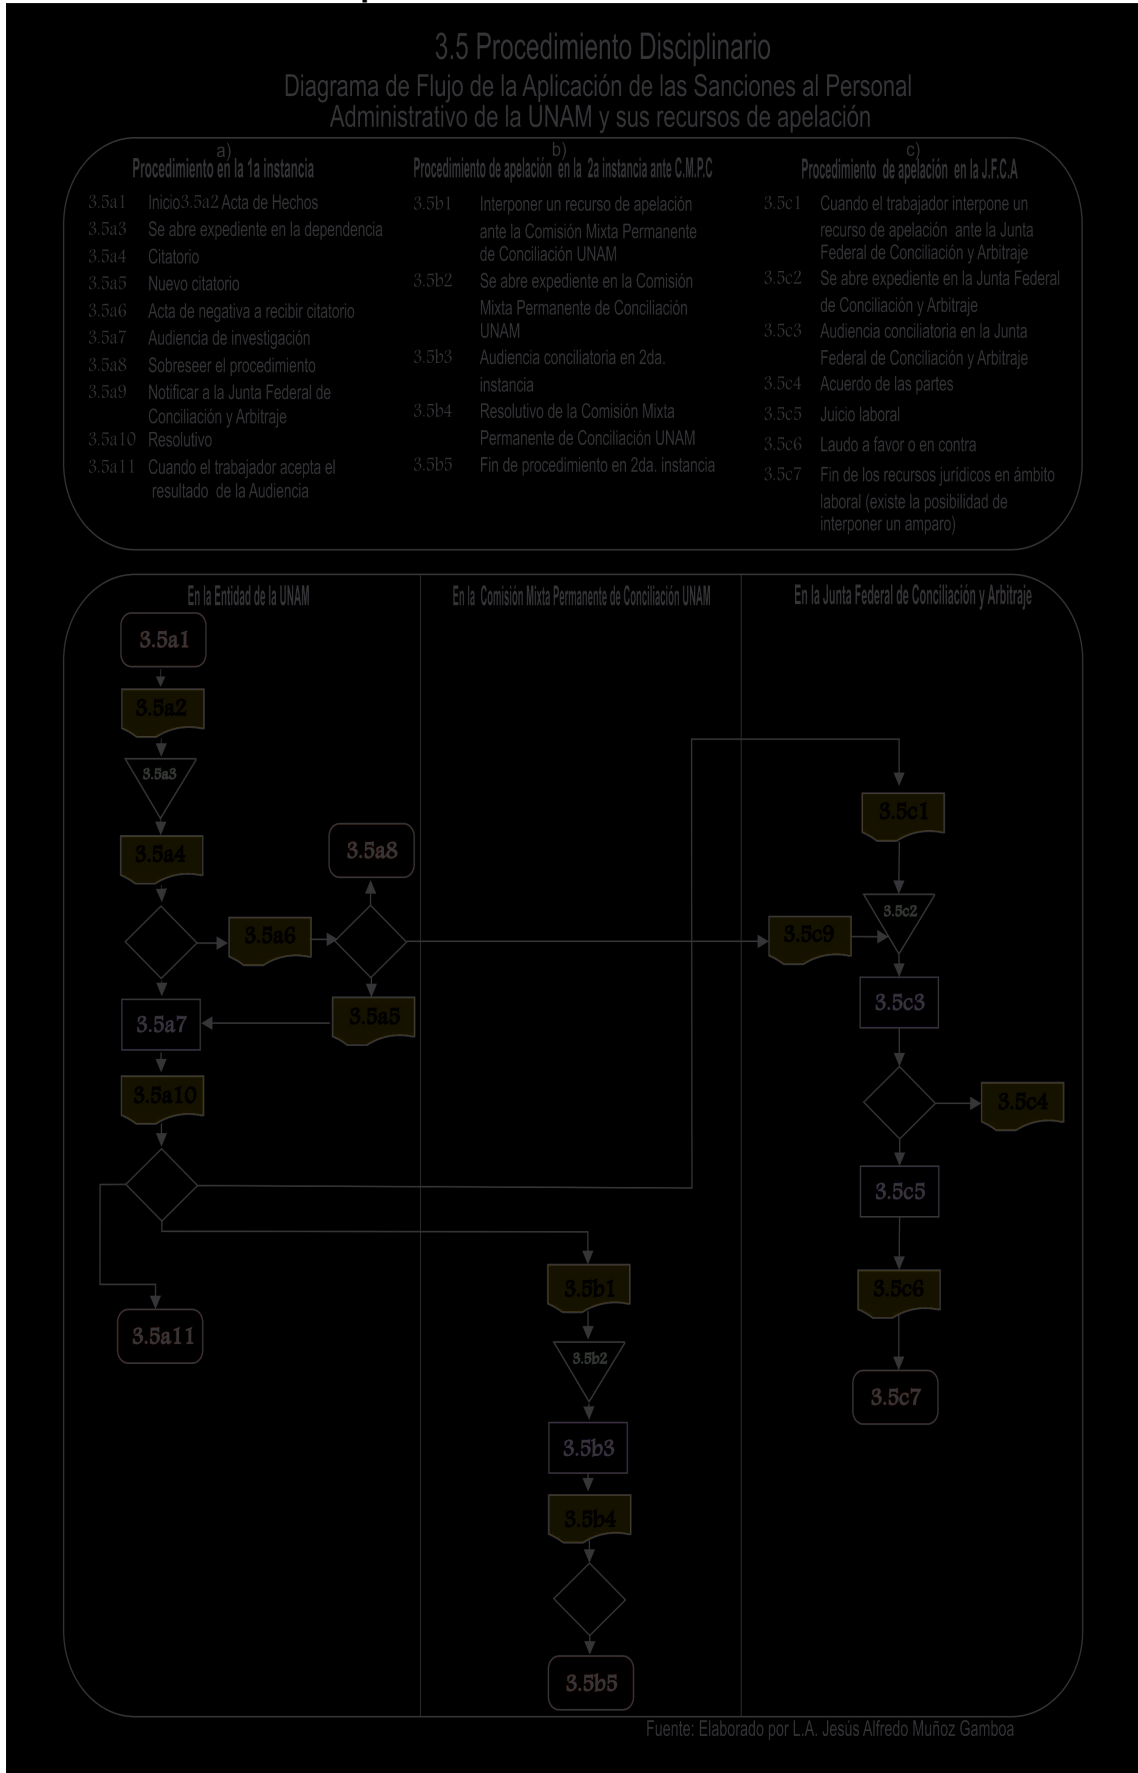 3.5 Procedimiento Disciplinario
Diagrama de Flujo de la Aplicación de las Sanciones al Personal
Administrativo de la UNAM y sus recursos de apelación
a)
Procedimiento en la 1a instancia
3.5a1 Inicio3.5a2 Acta de Hechos
3.5a3 Se abre expediente en la dependencia
3.5a4 Citatorio
3.5a5 Nuevo citatorio
3.5a6 Acta de negativa a recibir citatorio
3.5a7 Audiencia de investigación
3.5a8 Sobreseer el procedimiento
3.5a9 Notificar a la Junta Federal de
Conciliación y Arbitraje
3.5a10 Resolutivo
3.5a11 Cuando el trabajador acepta el
resultado de la Audiencia
b)
Procedimiento de apelación en la 2a instancia ante C.M.P.C
3.5b1 Interponer un recurso de apelación
ante la Comisión Mixta Permanente
de Conciliación UNAM
3.5b2 Se abre expediente en la Comisión
Mixta Permanente de Conciliación
UNAM
3.5b3 Audiencia conciliatoria en 2da.
instancia
3.5b4 Resolutivo de la Comisión Mixta
Permanente de Conciliación UNAM
3.5b5 Fin de procedimiento en 2da. instancia
c)
Procedimiento de apelación en la J.F.C.A
3.5c1 Cuando el trabajador interpone un
recurso de apelación ante la Junta
Federal de Conciliación y Arbitraje
3.5c2 Se abre expediente en la Junta Federal
de Conciliación y Arbitraje
3.5c3 Audiencia conciliatoria en la Junta
Federal de Conciliación y Arbitraje
3.5c4 Acuerdo de las partes
3.5c5 Juicio laboral
3.5c6 Laudo a favor o en contra
3.5c7 Fin de los recursos jurídicos en ámbito
laboral (existe la posibilidad de
interponer un amparo)
En la Entidad de la UNAM
3.5a1
3.5a2
3.5a3
3.5a4
3.5a8
3.5a6
3.5a7
3.5a5
3.5a10
3.5a11
En la Comisión Mixta Permanente de Conciliación UNAM
3.5b1
3.5b2
3.5b3
3.5b4
3.5b5
En la Junta Federal de Conciliación y Arbitraje
3.5c1
3.5c2
3.5c9
3.5c3
3.5c4
3.5c5
3.5c6
3.5c7
Fuente: Elaborado por L.A. Jesús Alfredo Muñoz Gamboa